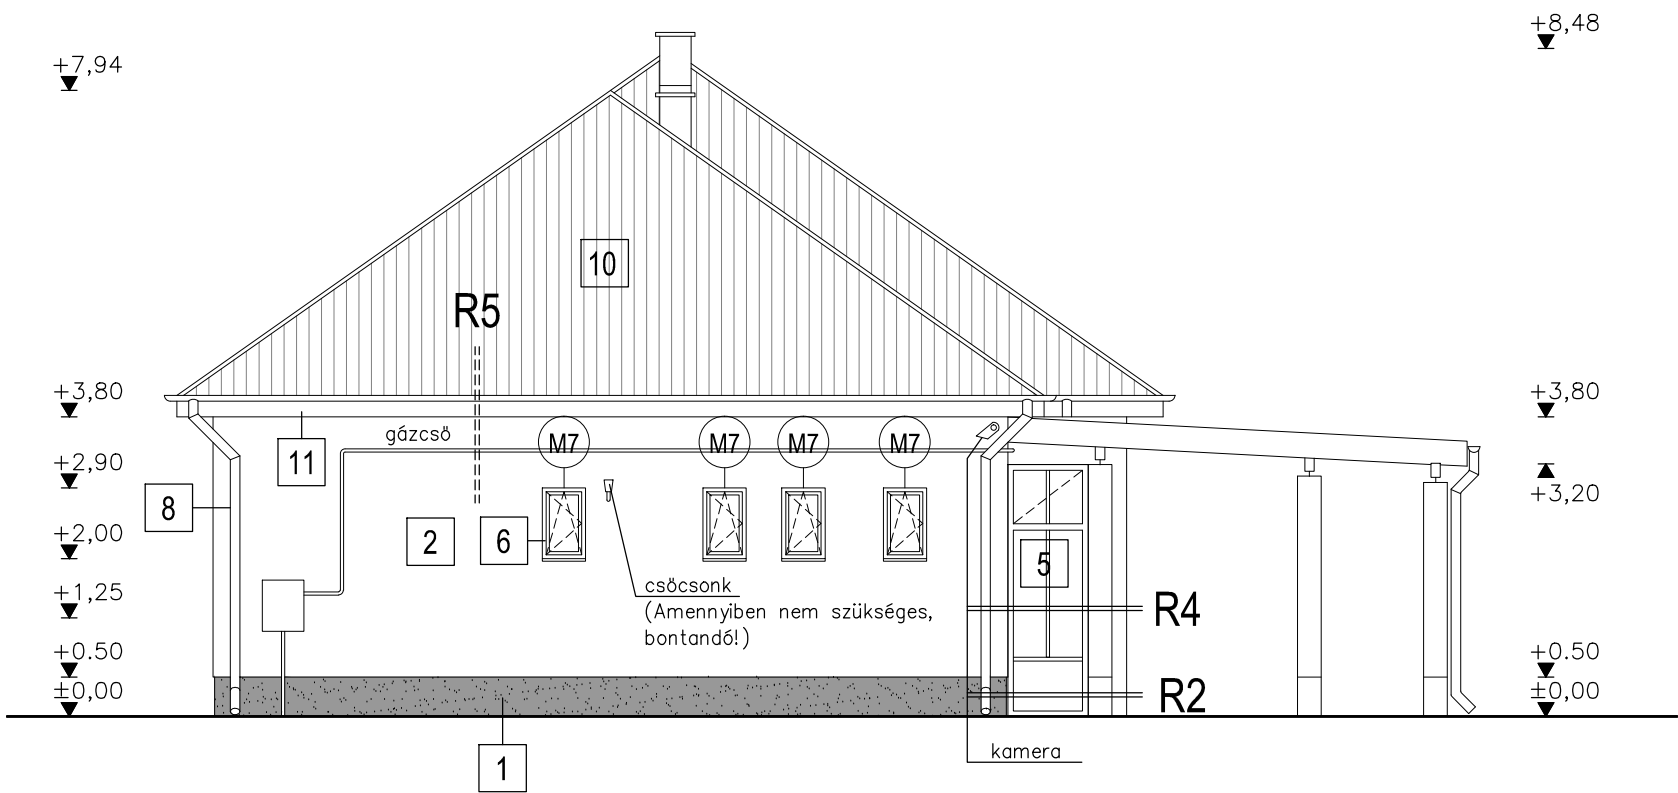 +8,48
+7,94
10
R5
+3,80
+3,80
gázcső
M7
M7
M7
M7
11
+2,90
+3,20
8
2
6
+2,00
5
csőcsonk
(Amennyiben nem szükséges,
bontandó!)
+1,25
R4
+0.50
+0.50
±0,00
±0,00
R2
kamera
1